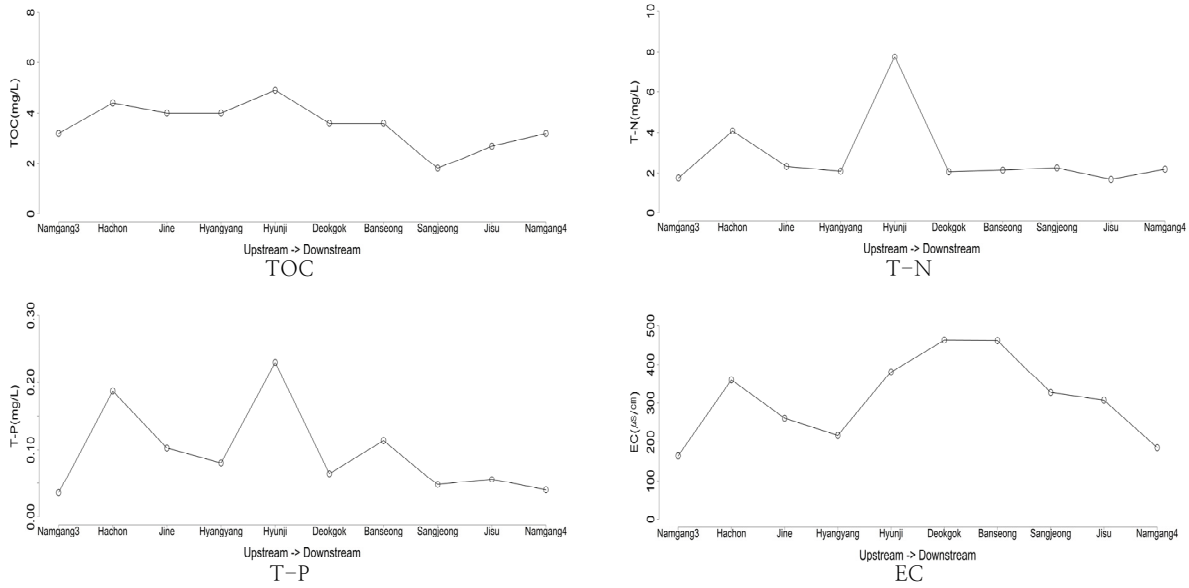 TOC(mg/L)
8
6
4
2
0
Namgang3 Hachon Jine Hyangyang Hyunji Deokgok Banseong Sangjeong Jisu Namgang4
Upstream -> Downstream
TOC
T-N(mg/L)
10
8
6
4
2
0
Namgang3 Hachon Jine Hyangyang Hyunji Deokgok Banseong Sangjeong Jisu Namgang4
Upstream -> Downstream
T-N
T-P(mg/L)
0.30
0.20
0.10
0.00
Namgang3 Hachon Jine Hyangyang Hyunji Deokgok Banseong Sangjeong Jisu Namgang4
Upstream -> Downstream
T-P
EC(μs/cm)
500
400
300
200
100
0
Namgang3 Hachon Jine Hyangyang Hyunji Deokgok Banseong Sangjeong Jisu Namgang4
Upstream -> Downstream
EC